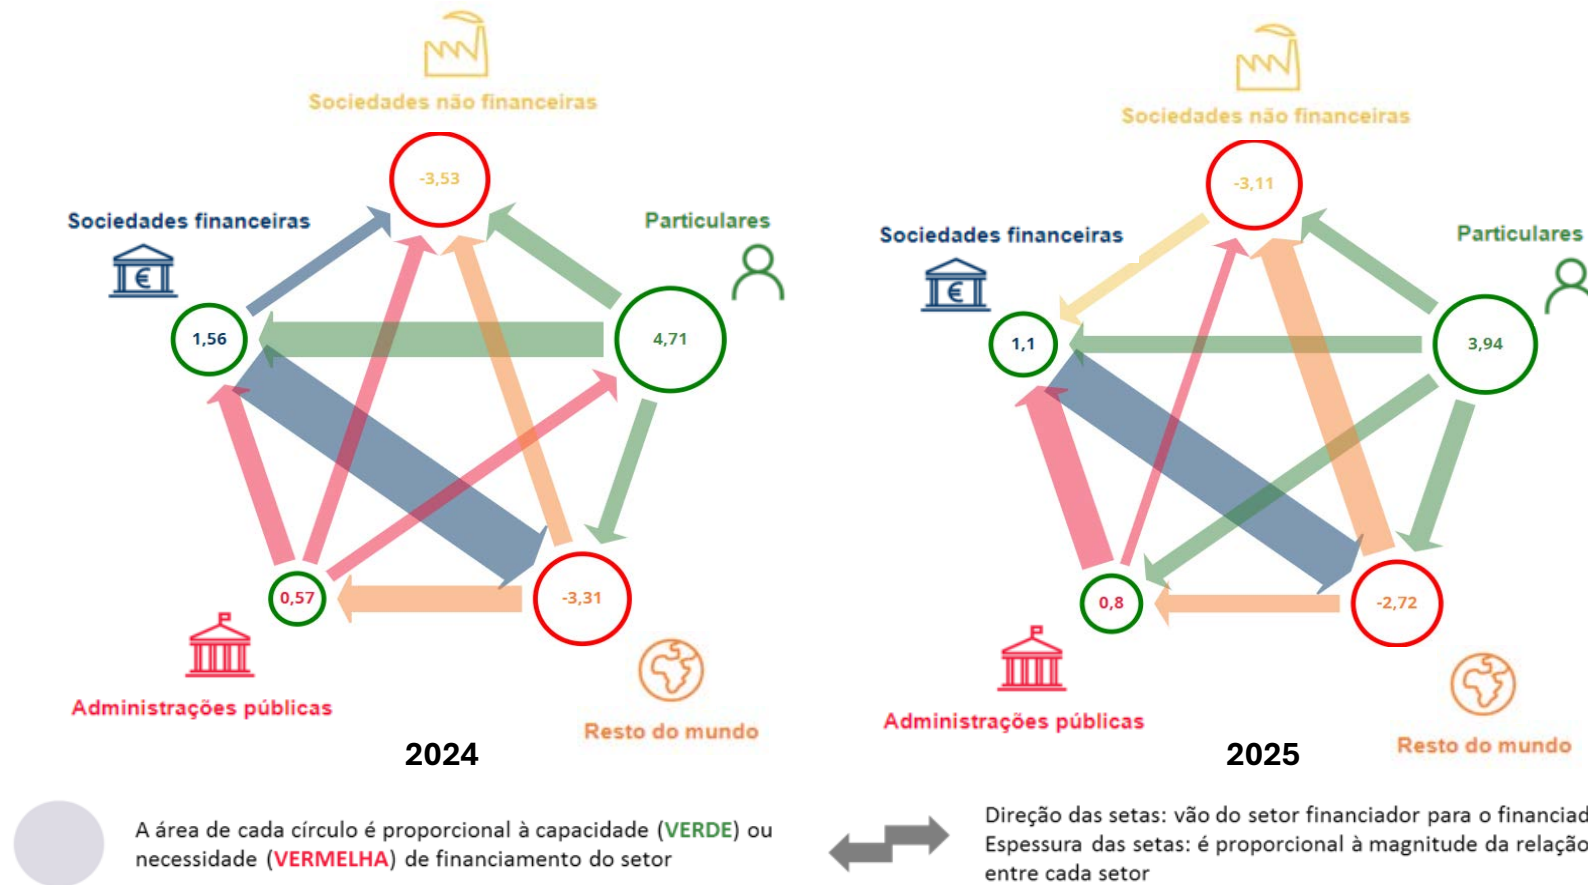 Sociedades não financeiras
-3,53
Sociedades financeiras
€
Particulares
1,56
4,71
0,57
-3,31
Administrações públicas
Resto do mundo
2024
Sociedades não financeiras
-3,11
Sociedades financeiras
€
Particulares
1,1
3,94
0,8
-2,72
Administrações públicas
Resto do mundo
2025
A área de cada círculo é proporcional à capacidade (VERDE) ou
necessidade (VERMELHA) de financiamento do setor
Direção das setas: vão do setor financiador para o financiad
Espessura das setas: é proporcional à magnitude da relação
entre cada setor